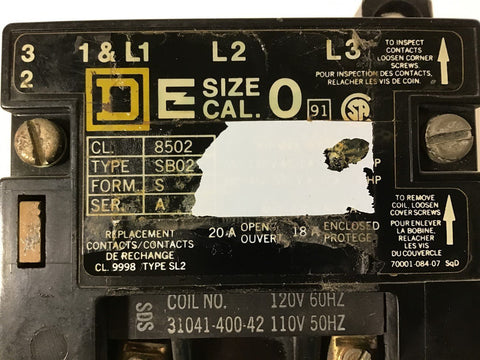 3 1 & L1 L2 L3
2
TO INSPECT
CONTACTS
LOOSEN CORNER
SCREWS.
POUR INSPECTION DES CONTACTS,
RELACHER LES VIS DE COIN.
D E SIZE
CAL. 0 91 SA
CL. 8502
TYPE SB02
FORM S
SER. A
P
HP
TO REMOVE
COIL, LOOSEN
COVER SCREWS
POUR ENLEVER
LA BOBINE,
RELACHER
LES VIS
DU COUVERCLE
70001-084-07 SqD
REPLACEMENT
CONTACTS/CONTACTS
DE RECHANGE
CL. 9998 TYPE SL2
20 A OPEN 18 A ENCLOSED
OUVERT PROTEGE
SDS
COIL NO. 120V 60HZ
31041-400-42 110V 50HZ